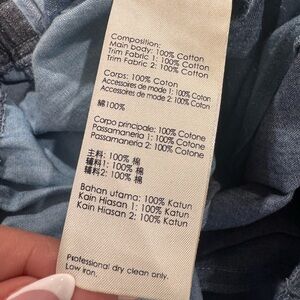 Composition:
Main body: 100% Cotton
Trim Fabric 1: 100% Cotton
Trim Fabric 2: 100% Cotton
Corps: 100% Coton
Accessoires de mode 1: 100% Coton
Accessoires de mode 2: 100% Coton
綿100%
Corpo principale: 100% Cotone
Passamaneria 1: 100% Cotone
Passamaneria 2: 100% Cotone
主料: 100% 棉
辅料1: 100% 棉
辅料2: 100% 棉
Bahan utama: 100% Katun
Kain Hiasan 1: 100% Katun
Kain Hiasan 2: 100% Katun
Professional dry clean only.
Low iron.